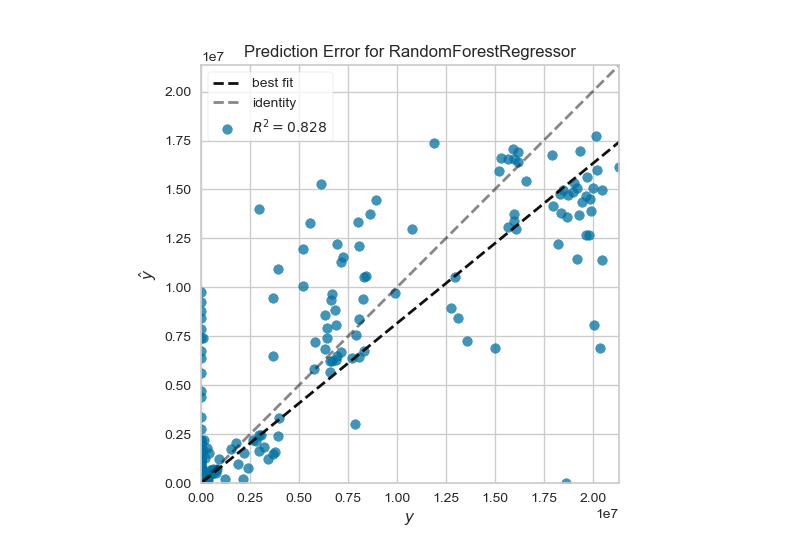 Prediction Error for RandomForestRegressor
1e7
best fit
identity
R² = 0.828
2.00
1.75
1.50
1.25
1.00
0.75
0.50
0.25
0.00
ŷ
0.00 0.25 0.50 0.75 1.00 1.25 1.50 1.75 2.00
1e7
y